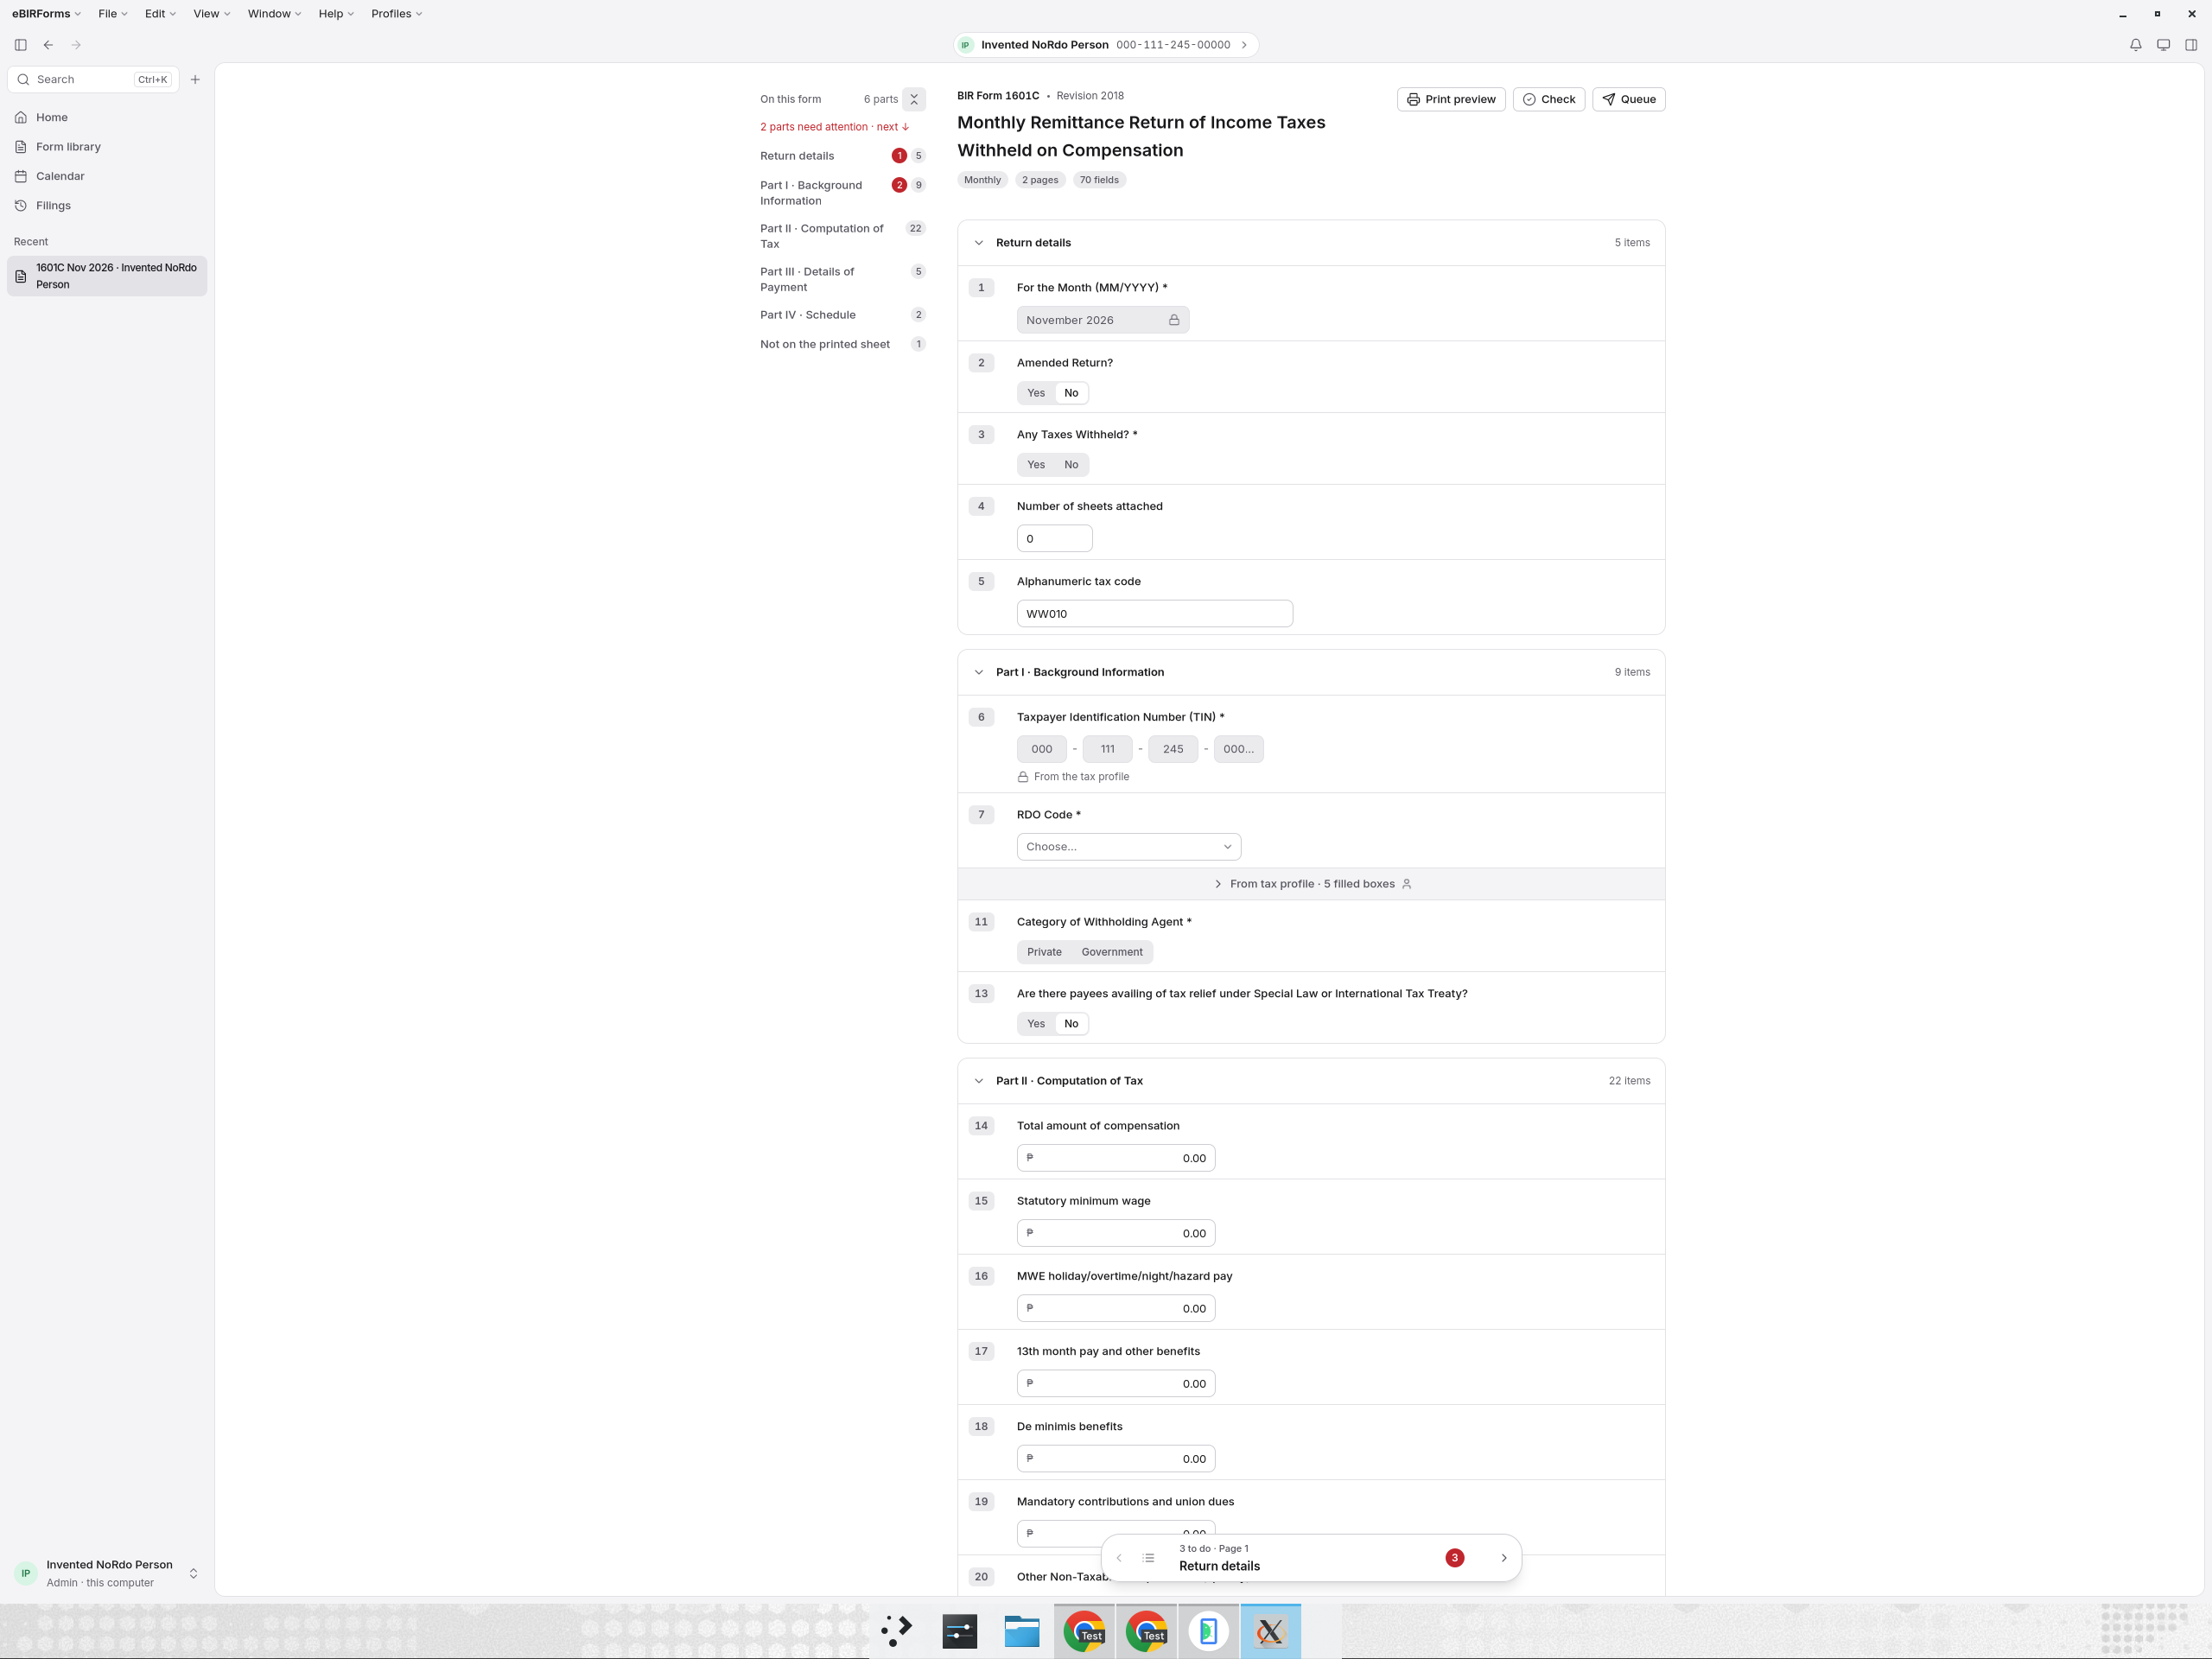 eBIRForms File Edit View Window Help Profiles
IP Invented NoRdo Person 000-111-245-00000
Search Ctrl+K
Home
Form library
Calendar
Filings
Recent
1601C Nov 2026 · Invented NoRdo
Person
On this form 6 parts
2 parts need attention · next ↓
Return details 1 5
Part I · Background 2 9
Information
Part II · Computation of 22
Tax
Part III · Details of 5
Payment
Part IV · Schedule 2
Not on the printed sheet 1
BIR Form 1601C • Revision 2018
Print preview Check Queue
Monthly Remittance Return of Income Taxes
Withheld on Compensation
Monthly 2 pages 70 fields
Return details 5 items
1 For the Month (MM/YYYY) *
November 2026
2 Amended Return?
Yes No
3 Any Taxes Withheld? *
Yes No
4 Number of sheets attached
0
5 Alphanumeric tax code
WW010
Part I · Background Information 9 items
6 Taxpayer Identification Number (TIN) *
000 - 111 - 245 - 000...
From the tax profile
7 RDO Code *
Choose...
From tax profile · 5 filled boxes
11 Category of Withholding Agent *
Private Government
13 Are there payees availing of tax relief under Special Law or International Tax Treaty?
Yes No
Part II · Computation of Tax 22 items
14 Total amount of compensation
₱ 0.00
15 Statutory minimum wage
₱ 0.00
16 MWE holiday/overtime/night/hazard pay
₱ 0.00
17 13th month pay and other benefits
₱ 0.00
18 De minimis benefits
₱ 0.00
19 Mandatory contributions and union dues
₱ 0.00
20 Other Non-Taxab
3 to do · Page 1
Return details 3
IP Invented NoRdo Person
Admin · this computer
Test Test